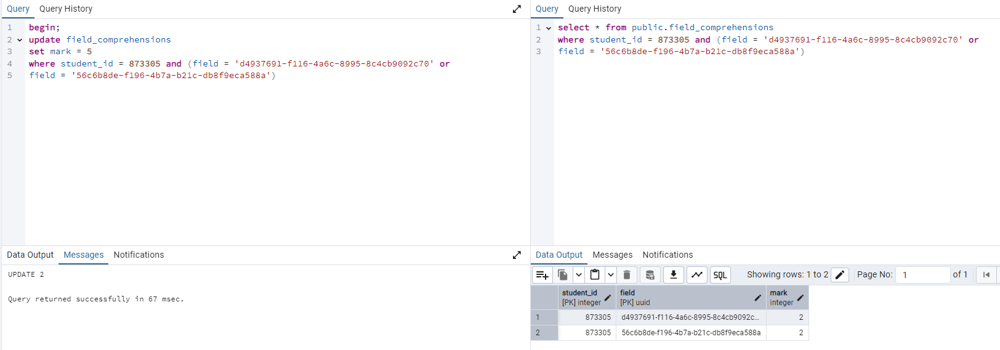 Query Query History
1 begin;
2 update field_comprehensions
3 set mark = 5
4 where student_id = 873305 and (field = 'd4937691-f116-4a6c-8995-8c4cb9092c70' or
5 field = '56c6b8de-f196-4b7a-b21c-db8f9eca588a')
Data Output Messages Notifications
UPDATE 2
Query returned successfully in 67 msec.
Query Query History
1 select * from public.field_comprehensions
2 where student_id = 873305 and (field = 'd4937691-f116-4a6c-8995-8c4cb9092c70' or
3 field = '56c6b8de-f196-4b7a-b21c-db8f9eca588a')
Data Output Messages Notifications
SQL Showing rows: 1 to 2 Page No: 1 of 1
student_id field mark
[PK] integer [PK] uuid integer
1 873305 d4937691-f116-4a6c-8995-8c4cb9092c... 2
2 873305 56c6b8de-f196-4b7a-b21c-db8f9eca588a 2